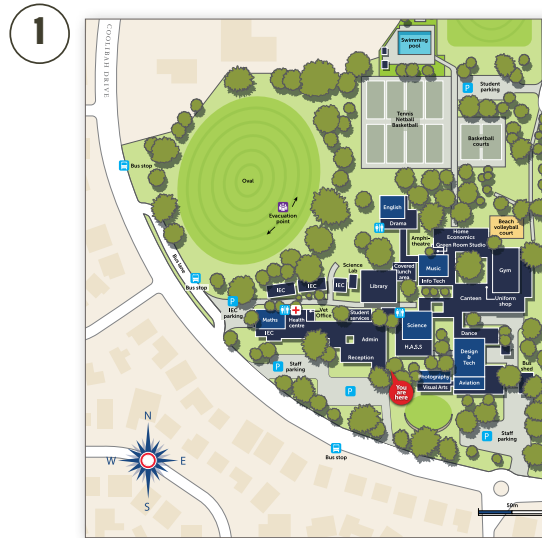 1
COOLIBAH DRIVE
Swimming
pool
P
Student
parking
Tennis
Netball
Basketball
Basketball
courts
Bus stop
Oval
Evacuation
point
English
Drama
Beach
volleyball
court
Amphi-
theatre
Home
Economics
Green Room Studio
Bus lane
Bus stop
Science
Lab
Covered
lunch
area
Music
Info Tech
Gym
IEC
IEC
IEC
Library
Canteen
Uniform
shop
P
IEC
parking
Maths
IEC
Health
centre
Vet
Office
Student
services
Science
Admin
H.A.S.S
Dance
Reception
Design
& Tech
Bus
shed
P
Staff
parking
P
You
are
here
Photography
Visual Arts
Aviation
P
Staff
parking
Bus stop
N
W
E
S
50m